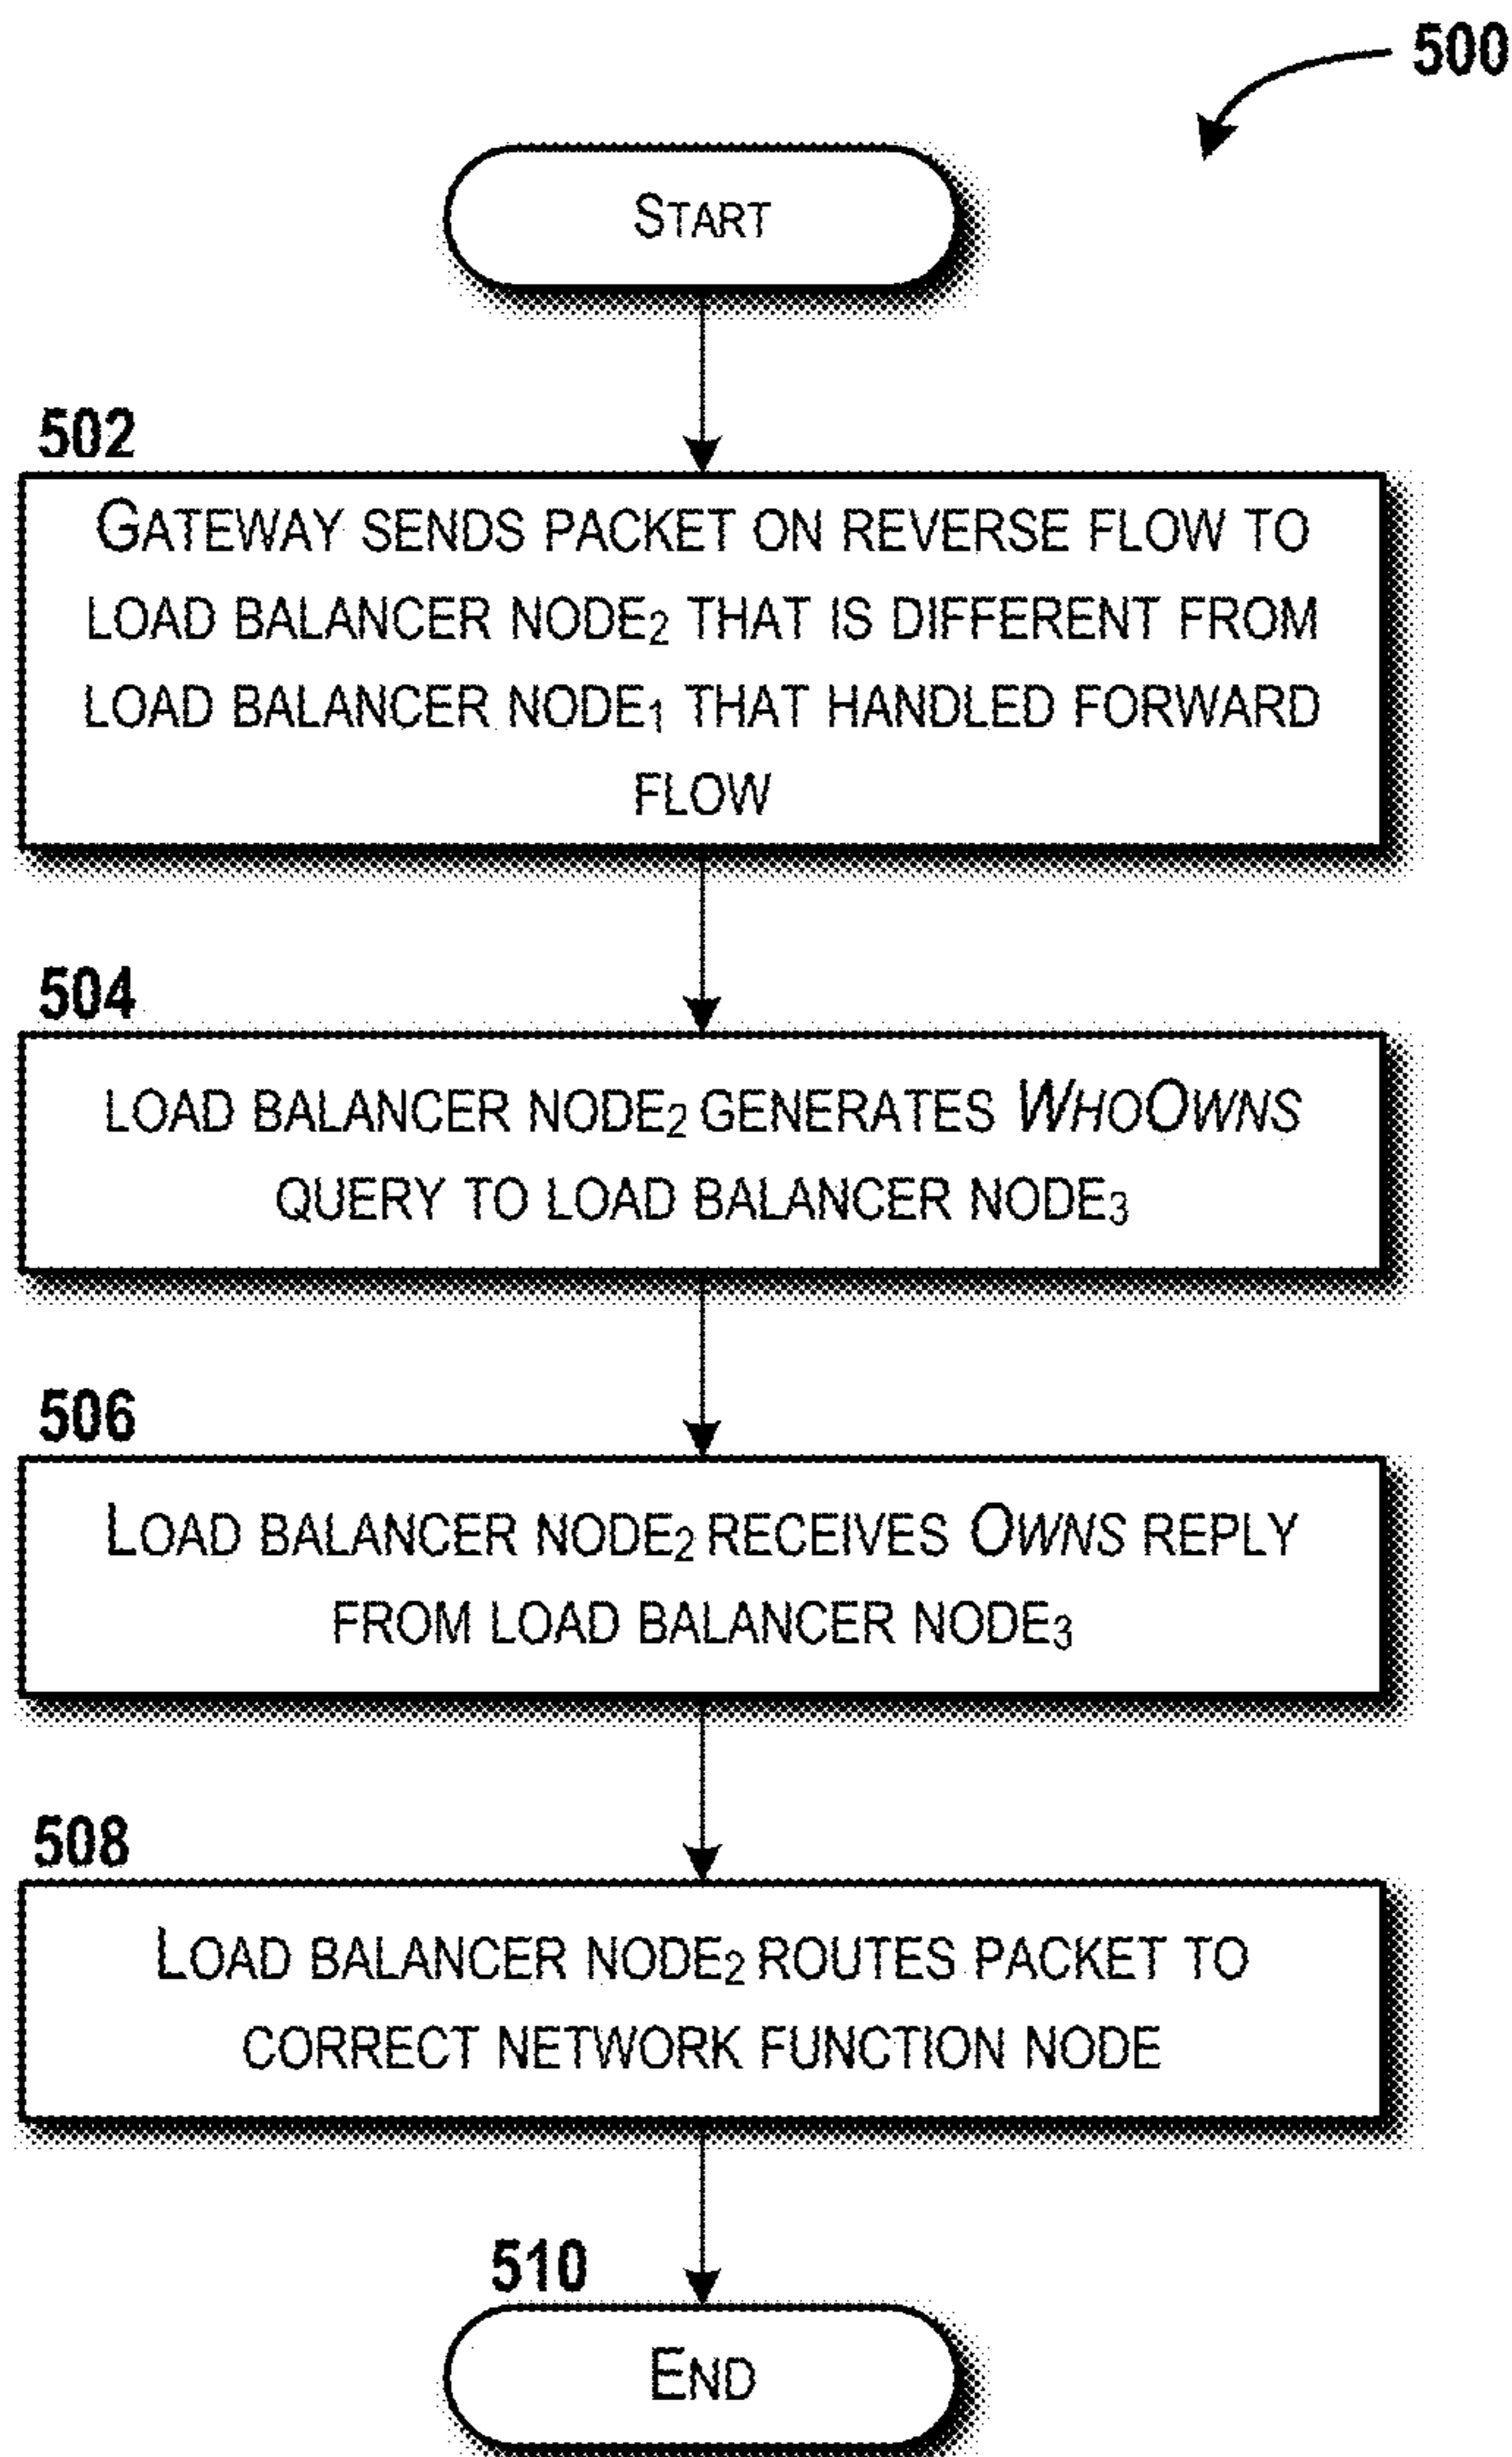 500
START
502
GATEWAY SENDS PACKET ON REVERSE FLOW TO
LOAD BALANCER NODE₂ THAT IS DIFFERENT FROM
LOAD BALANCER NODE₁ THAT HANDLED FORWARD
FLOW
504
LOAD BALANCER NODE₂ GENERATES WHOOWNS
QUERY TO LOAD BALANCER NODE₃
506
LOAD BALANCER NODE₂ RECEIVES OWNS REPLY
FROM LOAD BALANCER NODE₃
508
LOAD BALANCER NODE₂ ROUTES PACKET TO
CORRECT NETWORK FUNCTION NODE
510
END